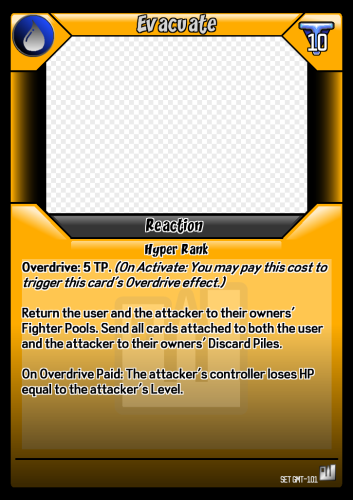 Evacuate
T
10
Reaction
Hyper Rank
Overdrive: 5 TP. (On Activate: You may pay this cost to
trigger this card's Overdrive effect.)
Return the user and the attacker to their owners'
Fighter Pools. Send all cards attached to both the user
and the attacker to their owners' Discard Piles.
On Overdrive Paid: The attacker's controller loses HP
equal to the attacker's Level.
SET GMT-101